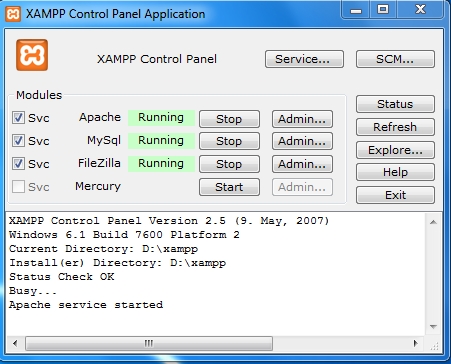 XAMPP Control Panel Application
XAMPP Control Panel
Service...
SCM...
Modules
Svc Apache Running Stop Admin...
Svc MySql Running Stop Admin...
Svc FileZilla Running Stop Admin...
Svc Mercury Start Admin...
Status
Refresh
Explore...
Help
Exit
XAMPP Control Panel Version 2.5 (9. May, 2007)
Windows 6.1 Build 7600 Platform 2
Current Directory: D:\xampp
Install(er) Directory: D:\xampp
Status Check OK
Busy...
Apache service started